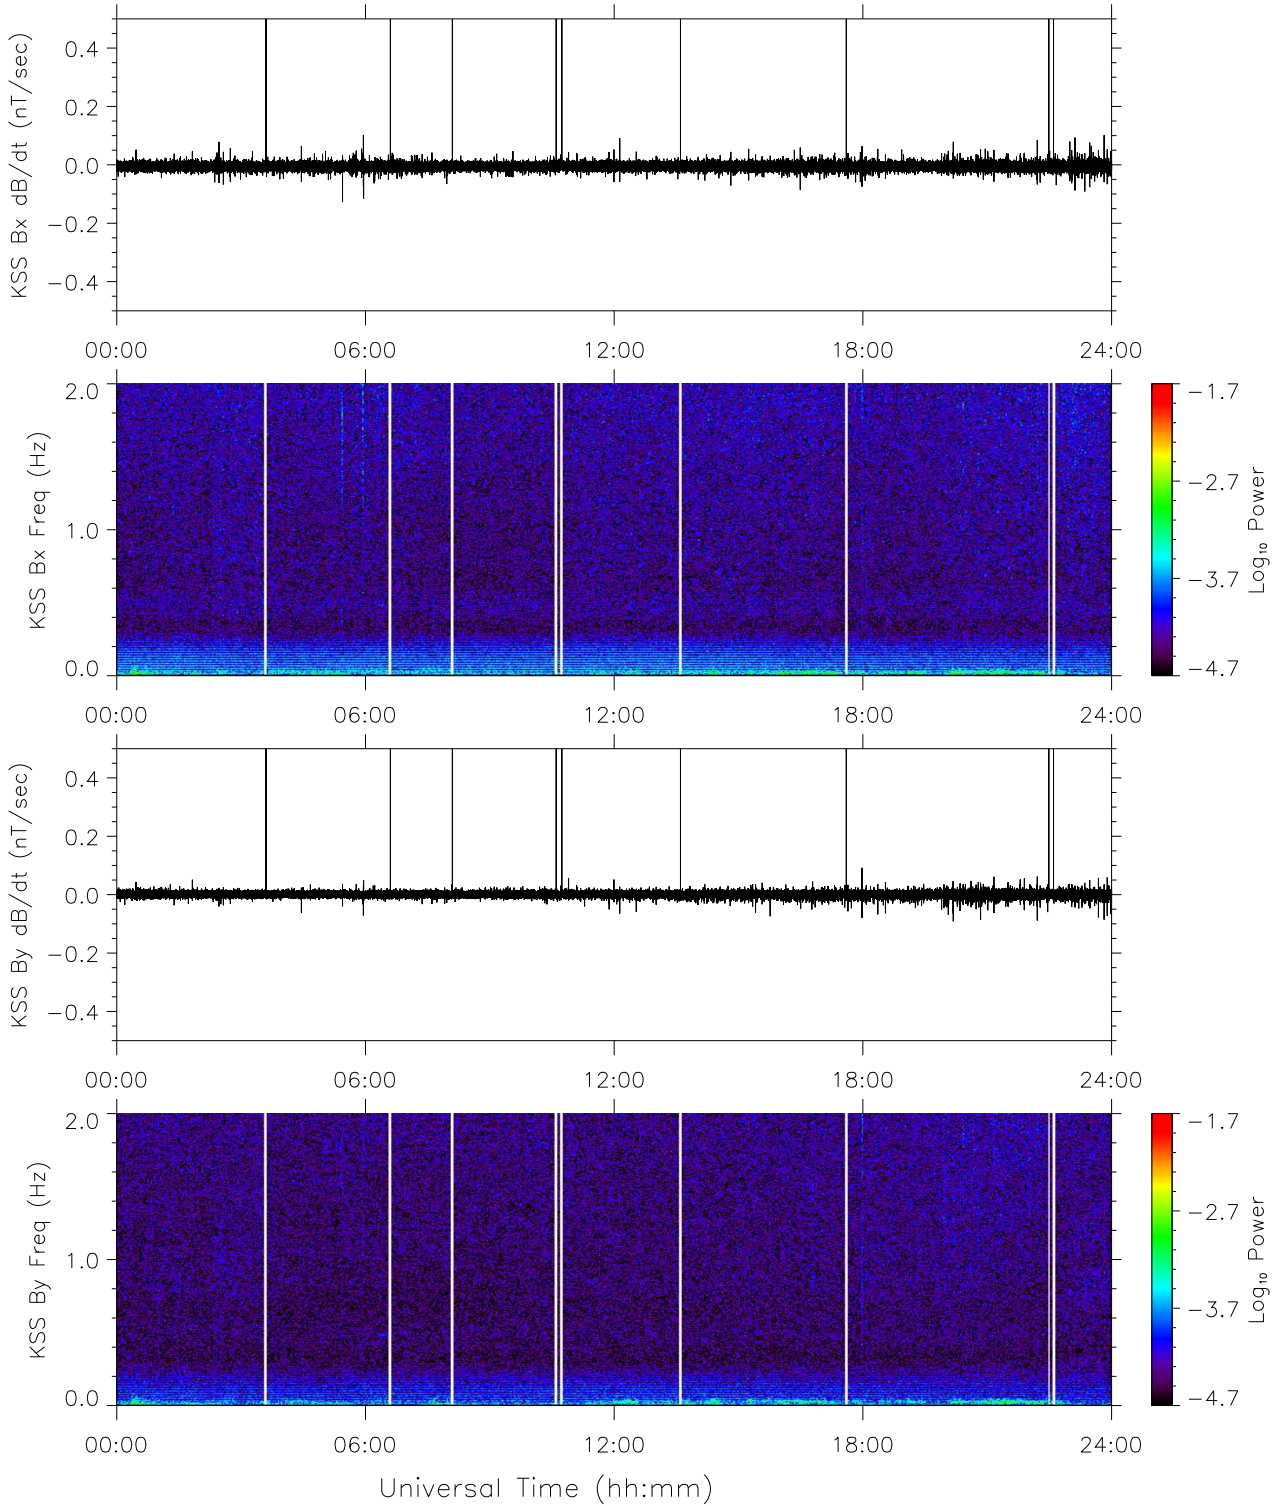 KSS Bx dB/dt (nT/sec)
0.4
0.2
0.0
−0.2
−0.4
00:00 06:00 12:00 18:00 24:00
KSS Bx Freq (Hz)
2.0
1.0
0.0
−1.7
−2.7
−3.7
−4.7
Log₁₀ Power
00:00 06:00 12:00 18:00 24:00
KSS By dB/dt (nT/sec)
0.4
0.2
0.0
−0.2
−0.4
00:00 06:00 12:00 18:00 24:00
KSS By Freq (Hz)
2.0
1.0
0.0
−1.7
−2.7
−3.7
−4.7
Log₁₀ Power
00:00 06:00 12:00 18:00 24:00
Universal Time (hh:mm)